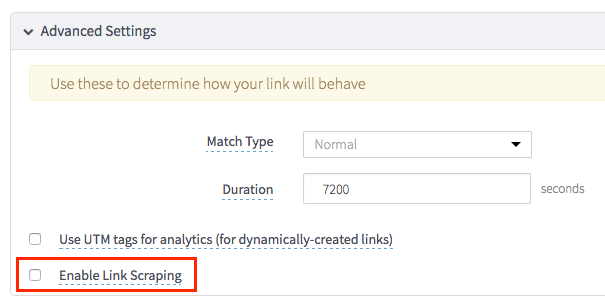 Advanced Settings
Use these to determine how your link will behave
Match Type Normal
Duration 7200 seconds
Use UTM tags for analytics (for dynamically-created links)
Enable Link Scraping